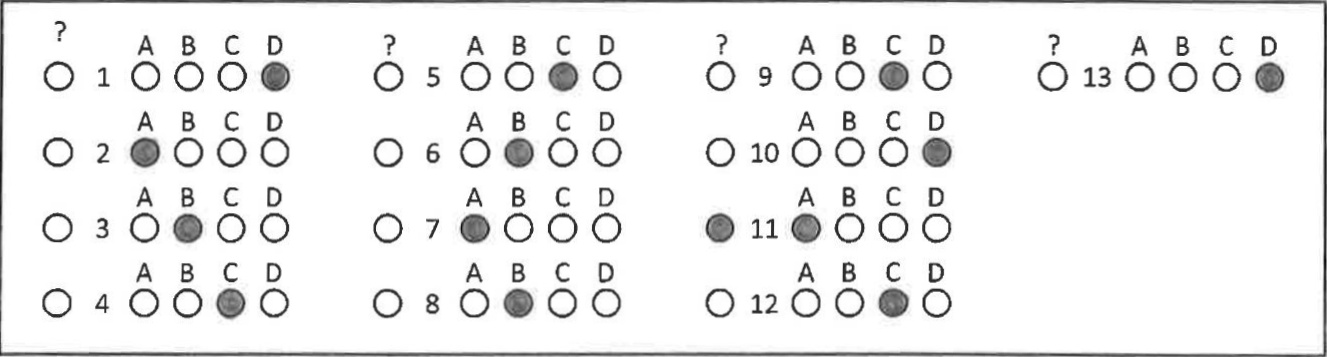 ? A B C D ? A B C D ? A B C D ? A B C D
1 5 9 13
A B C D A B C D A B C D
2 6 10
A B C D A B C D A B C D
3 7 11
A B C D A B C D A B C D
4 8 12